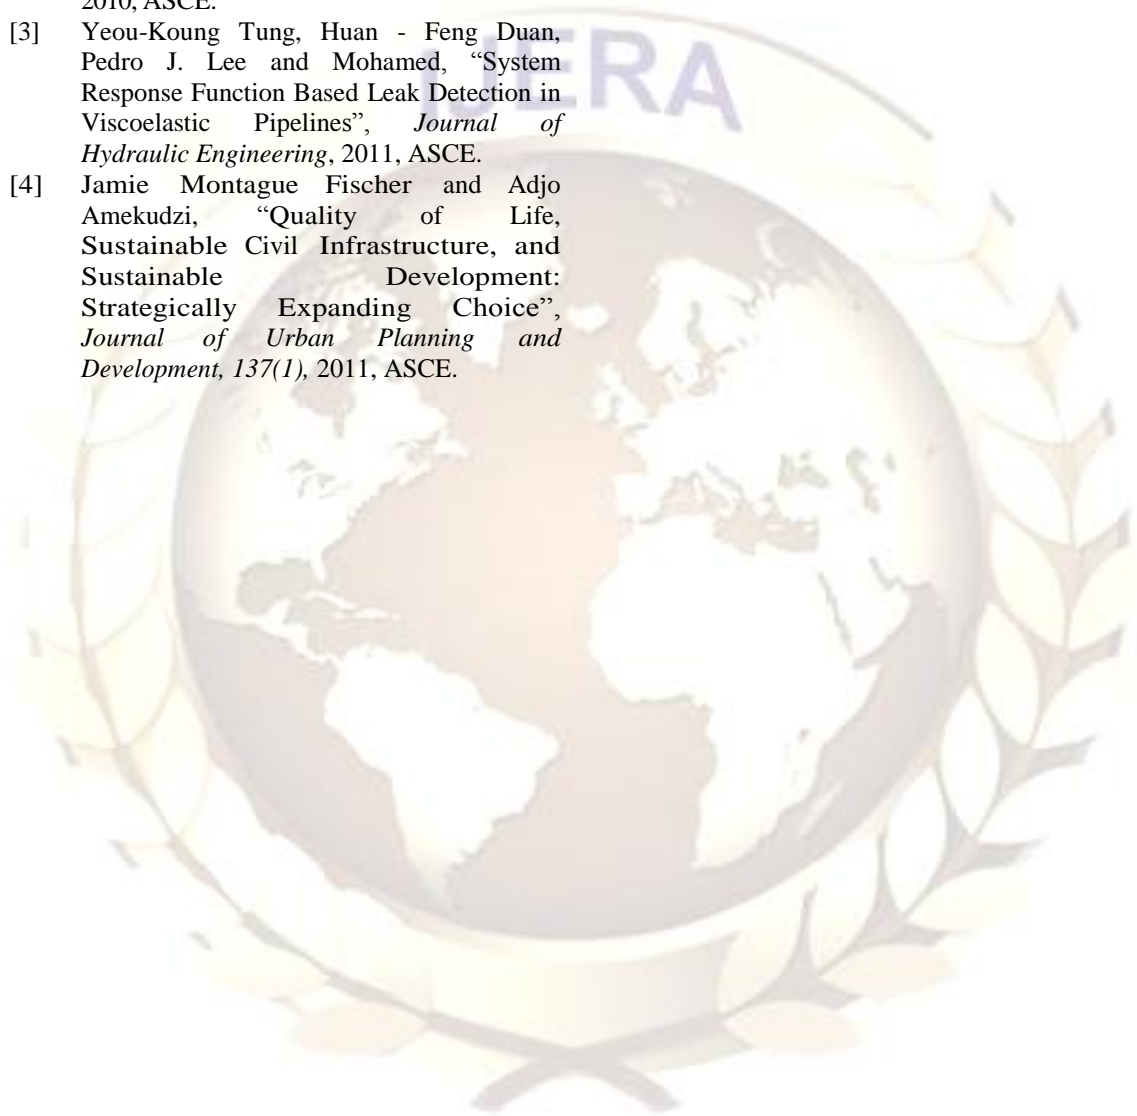 2010, ASCE.
[3] Yeou-Koung Tung, Huan - Feng Duan,
Pedro J. Lee and Mohamed, “System
Response Function Based Leak Detection in
Viscoelastic Pipelines”, Journal of
Hydraulic Engineering, 2011, ASCE.
[4] Jamie Montague Fischer and Adjo
Amekudzi, “Quality of Life,
Sustainable Civil Infrastructure, and
Sustainable Development:
Strategically Expanding Choice”,
Journal of Urban Planning and
Development, 137(1), 2011, ASCE.
IJERA